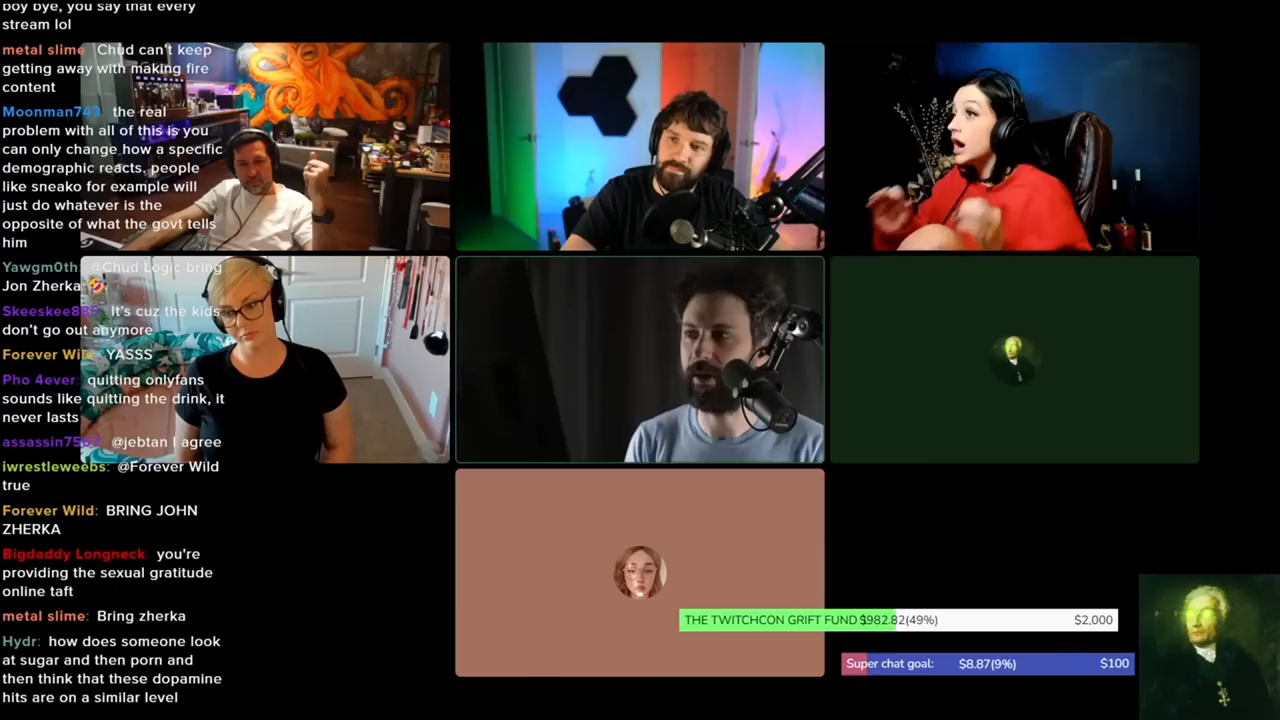 boy bye, you say that every
stream lol
metal slime Chud can't keep
getting away with making fire
content
Moonman743 the real
problem with all of this is you
can only change how a specific
demographic reacts. people
like sneako for example will
just do whatever is the
opposite of what the govt tells
him
Yawgm0th: @Chud Logic bring
Jon Zherka 🤣
It's cuz the kids
don't go out anymore
Forever Wild: YASSS
Pho 4ever: quitting onlyfans
sounds like quitting the drink, it
never lasts
@jebtan I agree
iwrestleweebs: @Forever Wild
true
Forever Wild: BRING JOHN
ZHERKA
Bigdaddy Longneck: you're
providing the sexual gratitude
online taft
metal slime: Bring zherka
Hydr: how does someone look
at sugar and then porn and
then think that these dopamine
hits are on a similar level
THE TWITCHCON GRIFT FUND $982.82(49%) $2,000
Super chat goal: $8.87(9%) $100